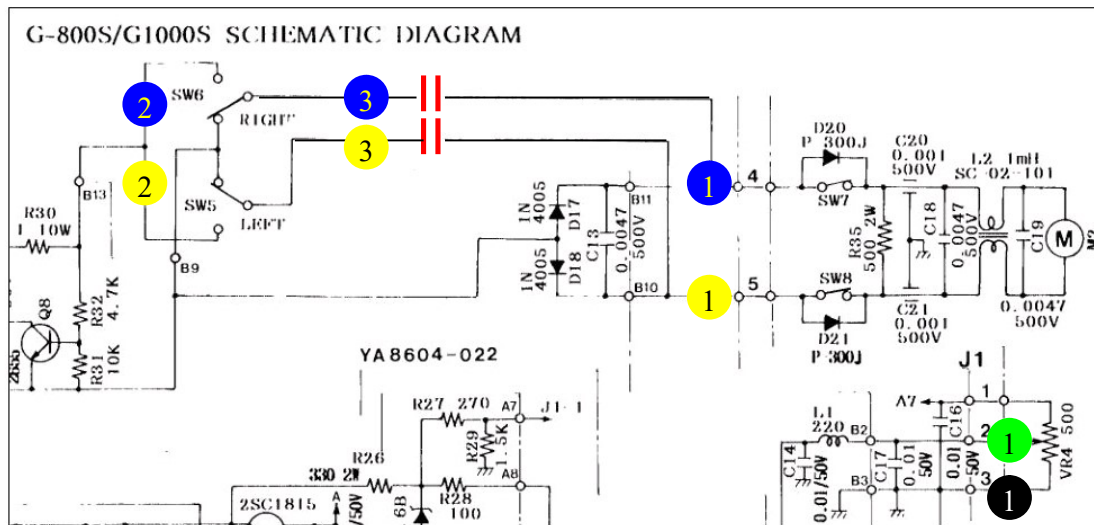 G-800S/G1000S SCHEMATIC DIAGRAM
SW6
RIGHT
2
3
3
2
B13
SW5
LEFT
R30
1 10W
B9
R32
4.7K
Q8
R31
10K
1N
4005
D17
1N
4005
D18
C13
0.0047
500V
B11
B10
1
4
1
5
D20
P 300J
SW7
C20
0.001
500V
L2 1mH
SC-02-101
R35
500 2W
C18
0.0047
500V
C19
M
SW8
C21
0.001
500V
D21
P-300J
0.0047
500V
YA8604-022
R27 270
A7
J1-1
R29
1.5K
R26
330 2W
A8
R28
100
2SC1815
A
6B
J1
A7
1
C16
L1
220
B2
2
1
500
VR4
C14
0.01/50V
C17
0.01
50V
0.01
50V
B3
3
1